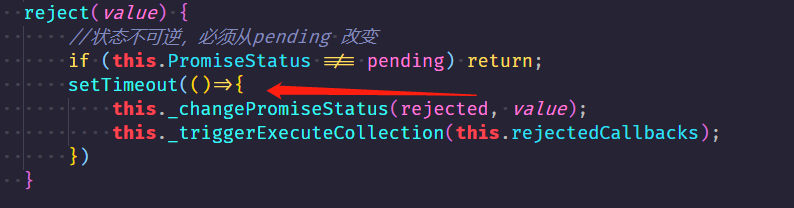 reject(value) {
//状态不可逆，必须从pending 改变
if (this.PromiseStatus !== pending) return;
setTimeout(()=>{
this._changePromiseStatus(rejected, value);
this._triggerExecuteCollection(this.rejectedCallbacks);
})
}